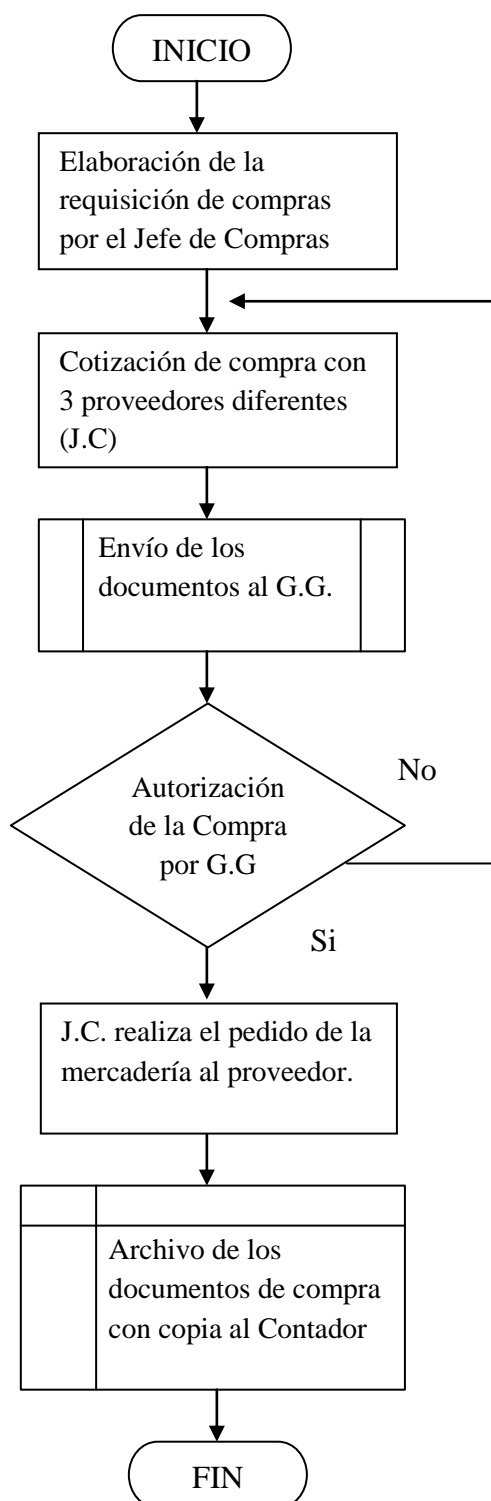 INICIO
Elaboración de la
requisición de compras
por el Jefe de Compras
Cotización de compra con
3 proveedores diferentes
(J.C)
Envío de los
documentos al G.G.
Autorización
de la Compra
por G.G
No
Si
J.C. realiza el pedido de la
mercadería al proveedor.
Archivo de los
documentos de compra
con copia al Contador
FIN